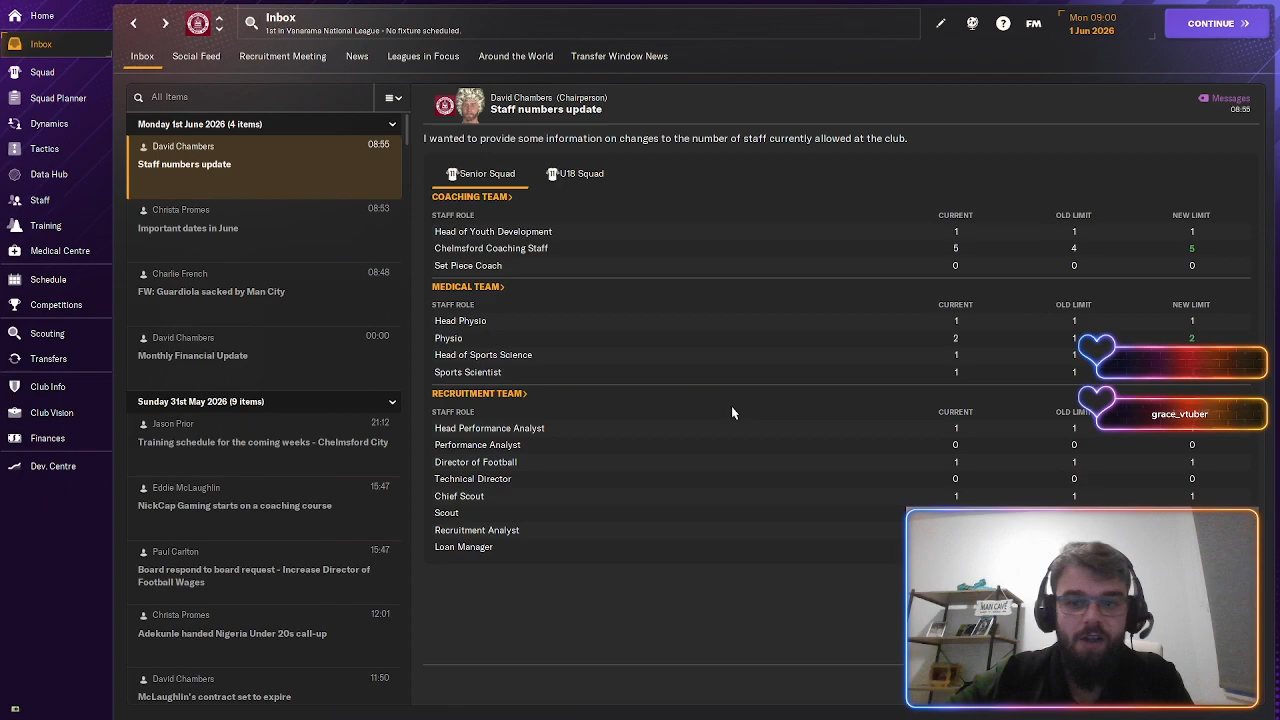 Home
Inbox
Squad
Squad Planner
Dynamics
Tactics
Data Hub
Staff
Training
Medical Centre
Schedule
Competitions
Scouting
Transfers
Club Info
Club Vision
Finances
Dev. Centre
Inbox
1st in Vanarama National League - No fixture scheduled.
FM
Mon 09:00
1 Jun 2026
CONTINUE
Inbox
Social Feed
Recruitment Meeting
News
Leagues in Focus
Around the World
Transfer Window News
All Items
Monday 1st June 2026 (4 items)
David Chambers 08:55
Staff numbers update
Christa Promes 08:53
Important dates in June
Charlie French 08:48
FW: Guardiola sacked by Man City
David Chambers 00:00
Monthly Financial Update
Sunday 31st May 2026 (9 items)
Jason Prior 21:12
Training schedule for the coming weeks - Chelmsford City
Eddie McLaughlin 15:47
NickCap Gaming starts on a coaching course
Paul Carlton 15:47
Board respond to board request - Increase Director of
Football Wages
Christa Promes 12:01
Adekunle handed Nigeria Under 20s call-up
David Chambers 11:50
McLaughlin's contract set to expire
David Chambers (Chairperson)
Staff numbers update
Messages
08:55
I wanted to provide some information on changes to the number of staff currently allowed at the club.
Senior Squad
U18 Squad
COACHING TEAM>
STAFF ROLE CURRENT OLD LIMIT NEW LIMIT
Head of Youth Development 1 1 1
Chelmsford Coaching Staff 5 4 5
Set Piece Coach 0 0 0
MEDICAL TEAM>
STAFF ROLE CURRENT OLD LIMIT NEW LIMIT
Head Physio 1 1 1
Physio 2 1 2
Head of Sports Science 1 1
Sports Scientist 1 1
RECRUITMENT TEAM>
STAFF ROLE CURRENT OLD LIMIT
grace_vtuber
Head Performance Analyst 1 1 1
Performance Analyst 0 0 0
Director of Football 1 1 1
Technical Director 0 0 0
Chief Scout 1 1 1
Scout
Recruitment Analyst
Loan Manager
MAN CAVE